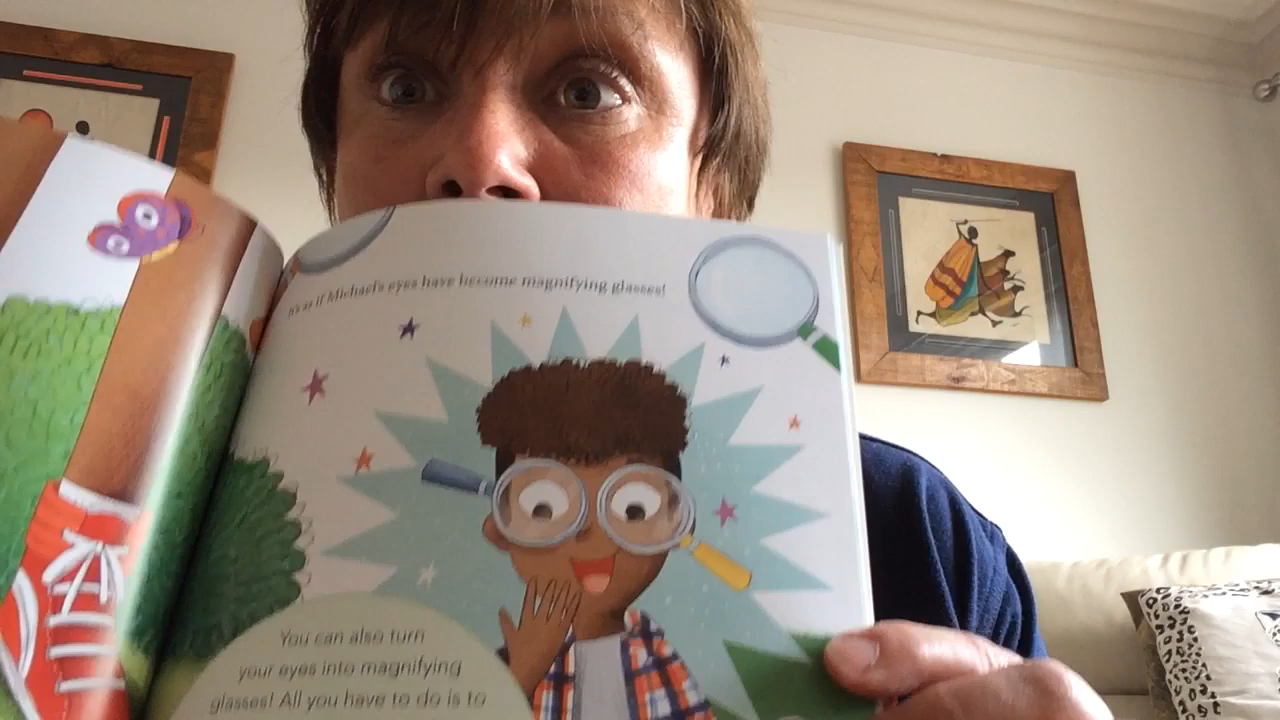 It's as if Michael's eyes have become magnifying glasses!
You can also turn
your eyes into magnifying
glasses! All you have to do is to